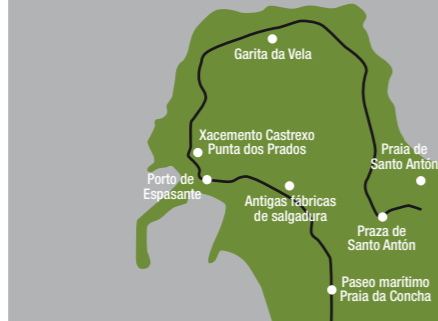 Garita da Vela
Xacemento Castrexo
Punta dos Prados
Praia de
Santo Antón
Porto de
Espasante
Antigas fábricas
de salgadura
Praza de
Santo Antón
Paseo marítimo
Praia da Concha